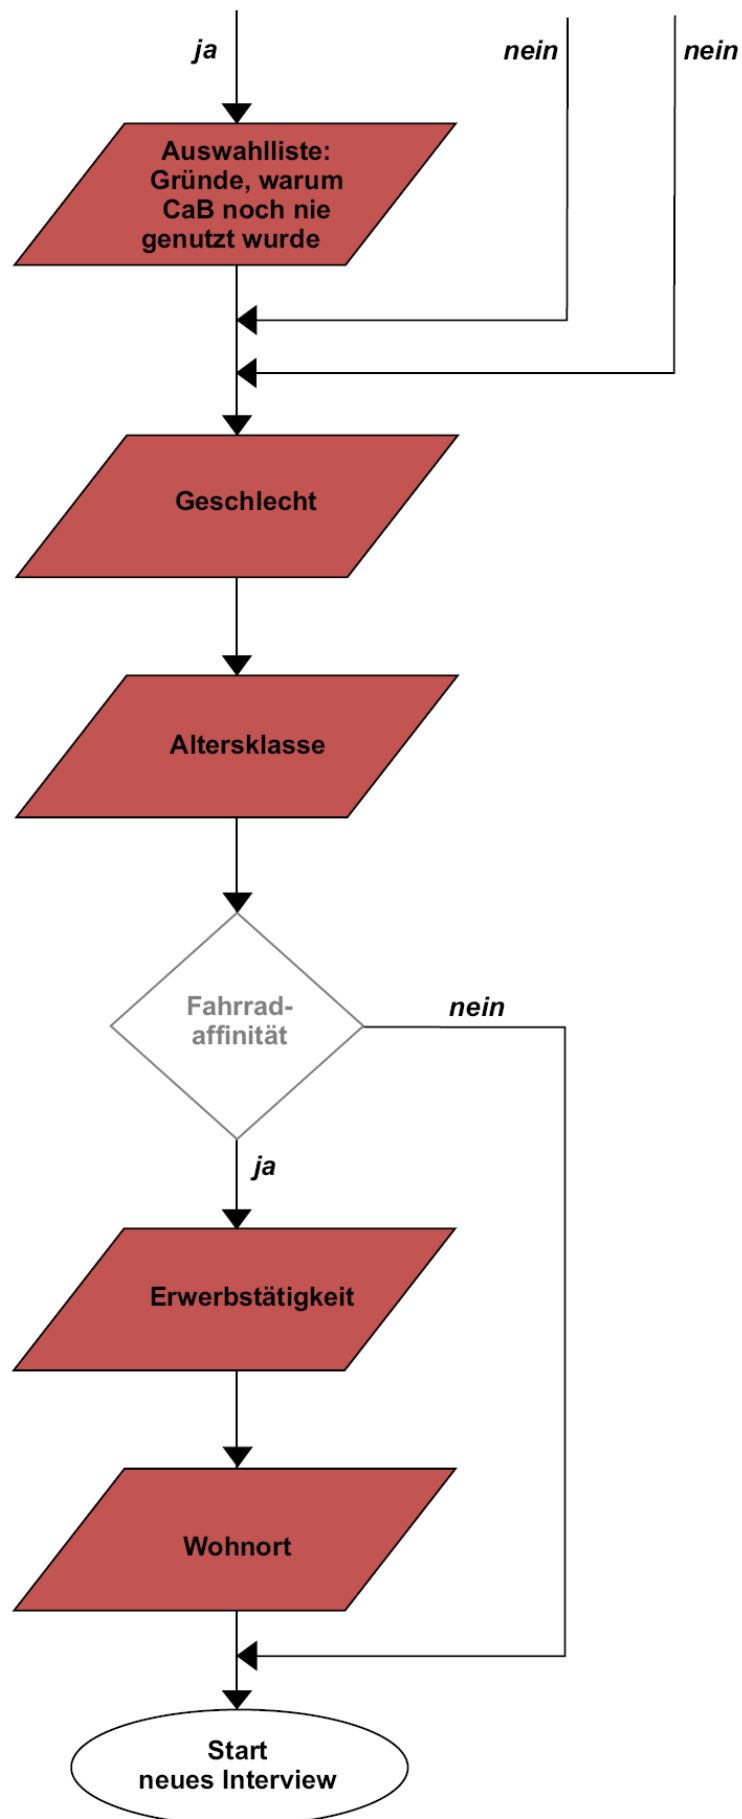 ja
nein
nein
Auswahlliste:
Gründe, warum
CaB noch nie
genutzt wurde
Geschlecht
Altersklasse
Fahrrad-
affinität
nein
ja
Erwerbstätigkeit
Wohnort
Start
neues Interview